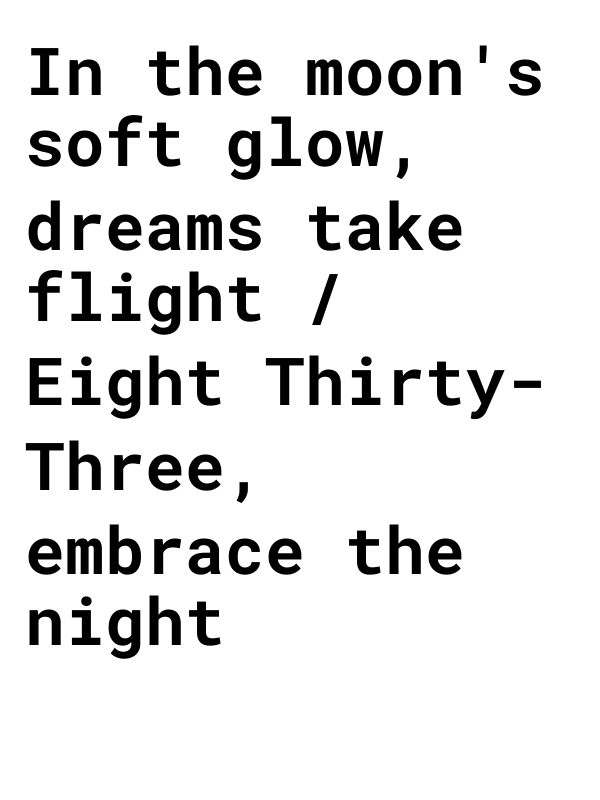 In the moon's
soft glow,
dreams take
flight /
Eight Thirty-
Three,
embrace the
night